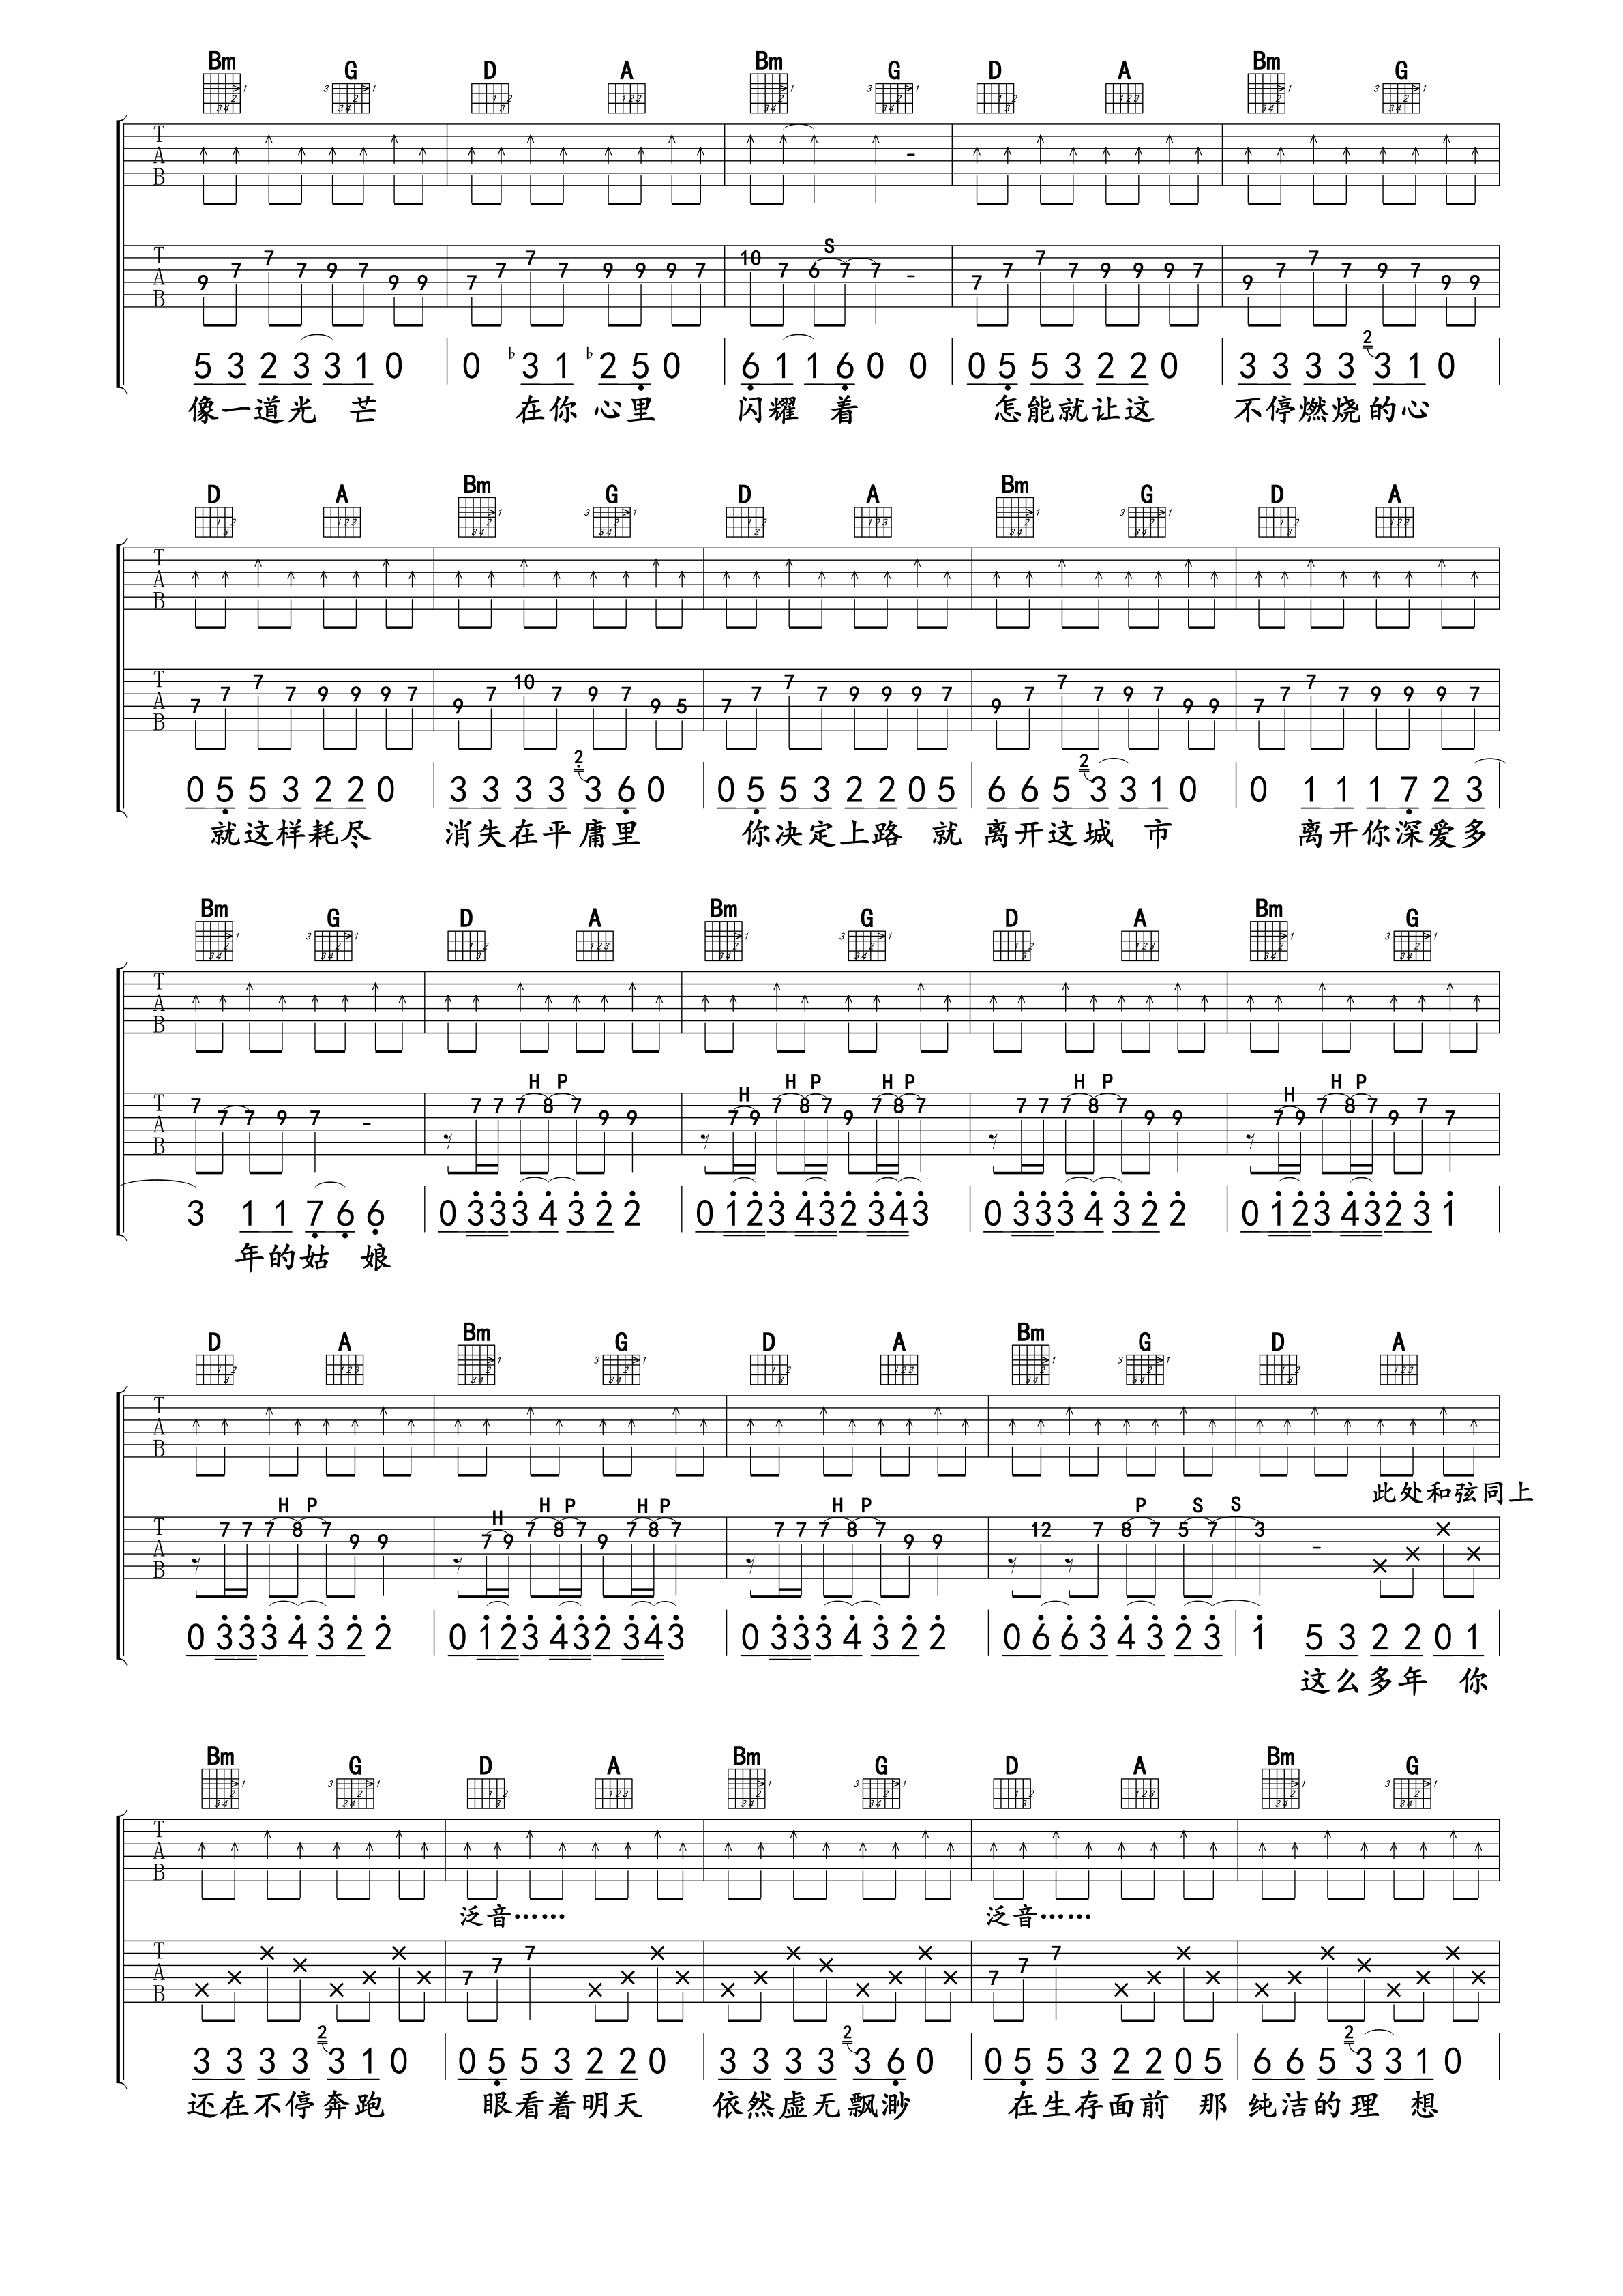 Bm G D A Bm G D A Bm G
T A B
S
9 7 7 7 9 7 9 9 7 7 7 7 9 9 9 7 10 7 6 7 7 - 7 7 7 7 9 9 9 7 9 7 7 7 9 7 9 9
5 3 2 3 3 1 0 0 ♭3 1 ♭2 5 0 6 1 1 6 0 0 0 5 5 3 2 2 0 3 3 3 3 2 3 1 0
像一道光 芒 在你 心里 闪耀 着 怎能就让这 不停燃烧的心
D A Bm G D A Bm G D A
T A B
7 7 7 7 9 9 9 7 9 7 10 7 9 7 9 5 7 7 7 7 9 9 9 7 9 7 7 7 9 7 9 9 7 7 7 7 9 9 9 7
0 5 5 3 2 2 0 3 3 3 3 2 3 6 0 0 5 5 3 2 2 0 5 6 6 5 2 3 3 1 0 0 1 1 1 7 2 3
就这样耗尽 消失在平庸里 你决定上路 就 离开这城 市 离开你深爱多
Bm G D A Bm G D A Bm G
T A B
H P H H P H P H P H H P
7 7 7 9 7 - 7 7 7 8 7 9 9 7 9 7 8 7 9 7 8 7 7 7 7 8 7 9 9 7 9 7 8 7 9 7 7
3 1 1 7 6 6 0 3 3 3 4 3 2 2 0 1 2 3 4 3 2 3 4 3 0 3 3 3 4 3 2 2 0 1 2 3 4 3 2 3 1
年的姑 娘
D A Bm G D A Bm G D A
T A B
此处和弦同上
H P H H P H P H P P S S
7 7 7 8 7 9 9 7 9 7 8 7 9 7 8 7 7 7 7 8 7 9 9 12 7 8 7 5 7 3 - × × × ×
0 3 3 3 4 3 2 2 0 1 2 3 4 3 2 3 4 3 0 3 3 3 4 3 2 2 0 6 6 3 4 3 2 3 1 5 3 2 2 0 1
这么多年 你
Bm G D A Bm G D A Bm G
T A B
泛音…… 泛音……
× × × × × × × × 7 7 7 × × × × × × × × × × × × 7 7 7 × × × × × × × × × × × ×
3 3 3 3 2 3 1 0 0 5 5 3 2 2 0 3 3 3 3 2 3 6 0 0 5 5 3 2 2 0 5 6 6 5 2 3 3 1 0
还在不停奔跑 眼看着明天 依然虚无飘渺 在生存面前 那 纯洁的理 想